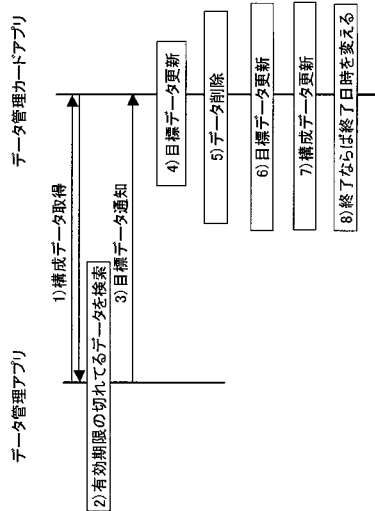 データ管理アプリ
データ管理カードアプリ
1)構成データ取得
2)有効期限の切れてるデータを検索
3)目標データ通知
4)目標データ更新
5)データ削除
6)目標データ更新
7)構成データ更新
8)終了ならば終了日時を変える